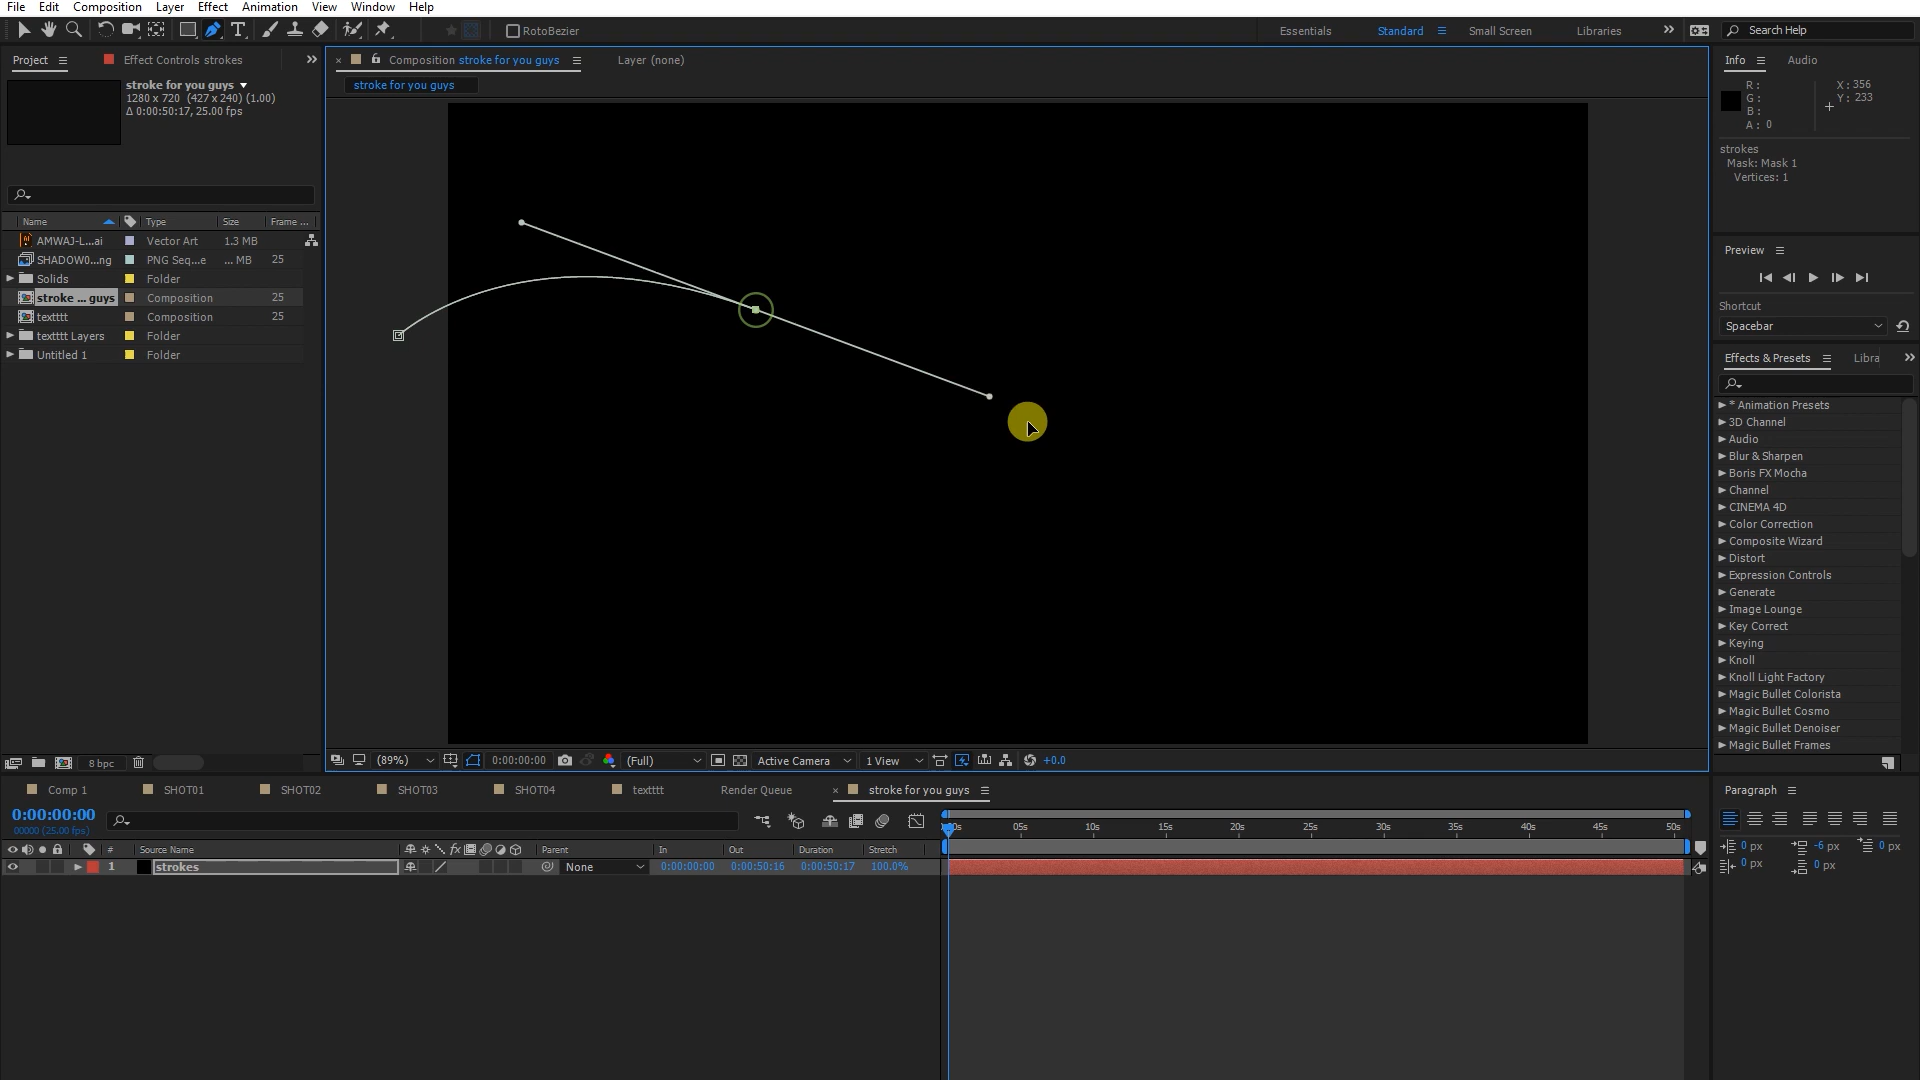 File Edit Composition Layer Effect Animation View Window Help
RotoBezier
Essentials Standard Small Screen Libraries Search Help
Project Effect Controls strokes
Composition stroke for you guys Layer (none)
stroke for you guys
Info Audio
stroke for you guys
1280 x 720 (427 x 240) (1.00)
Δ 0:00:50:17, 25.00 fps
R: X: 356
G: Y: 233
B:
A: 0
strokes
Mask: Mask 1
Vertices: 1
Name Type Size Frame ...
AMWAJ-L...ai Vector Art 1.3 MB
SHADOW0...ng PNG Seq...e ... MB 25
Solids Folder
stroke ... guys Composition 25
textttt Composition 25
textttt Layers Folder
Untitled 1 Folder
Preview
Shortcut
Spacebar
Effects & Presets Libra
* Animation Presets
3D Channel
Audio
Blur & Sharpen
Boris FX Mocha
Channel
CINEMA 4D
Color Correction
Composite Wizard
Distort
Expression Controls
Generate
Image Lounge
Key Correct
Keying
Knoll
Knoll Light Factory
Magic Bullet Colorista
Magic Bullet Cosmo
Magic Bullet Denoiser
Magic Bullet Frames
8 bpc
(89%) 0:00:00:00 (Full) Active Camera 1 View +0.0
Comp 1 SHOT01 SHOT02 SHOT03 SHOT04 textttt Render Queue stroke for you guys
0:00:00:00
00000 (25.00 fps)
05s 10s 15s 20s 25s 30s 35s 40s 45s 50s
# Source Name Parent In Out Duration Stretch
1 strokes None 0:00:00:00 0:00:50:16 0:00:50:17 100.0%
Paragraph
0 px -6 px 0 px
0 px 0 px